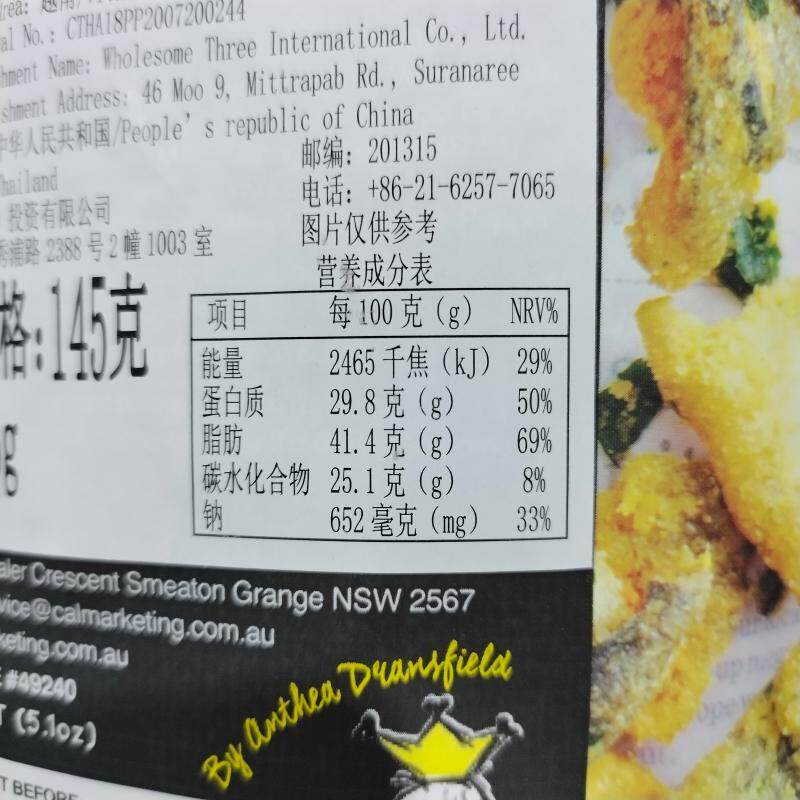 al No.: CTHA18PP2007200244
hment Name: Wholesome Three International Co., Ltd.
shment Address: 46 Moo 9, Mittrapab Rd., Suranaree
中华人民共和国/People's republic of China
Thailand
投资有限公司
秀浦路 2388 号 2 幢 1003 室
邮编: 201315
电话: +86-21-6257-7065
图片仅供参考
格:145克
g
营养成分表
项目 每 100 克 (g) NRV%
能量 2465 千焦 (kJ) 29%
蛋白质 29.8 克 (g) 50%
脂肪 41.4 克 (g) 69%
碳水化合物 25.1 克 (g) 8%
钠 652 毫克 (mg) 33%
aler Crescent Smeaton Grange NSW 2567
vice@calmarketing.com.au
keting.com.au
#49240
T (5.1oz)
By Anthea Dransfield
T BEFORE